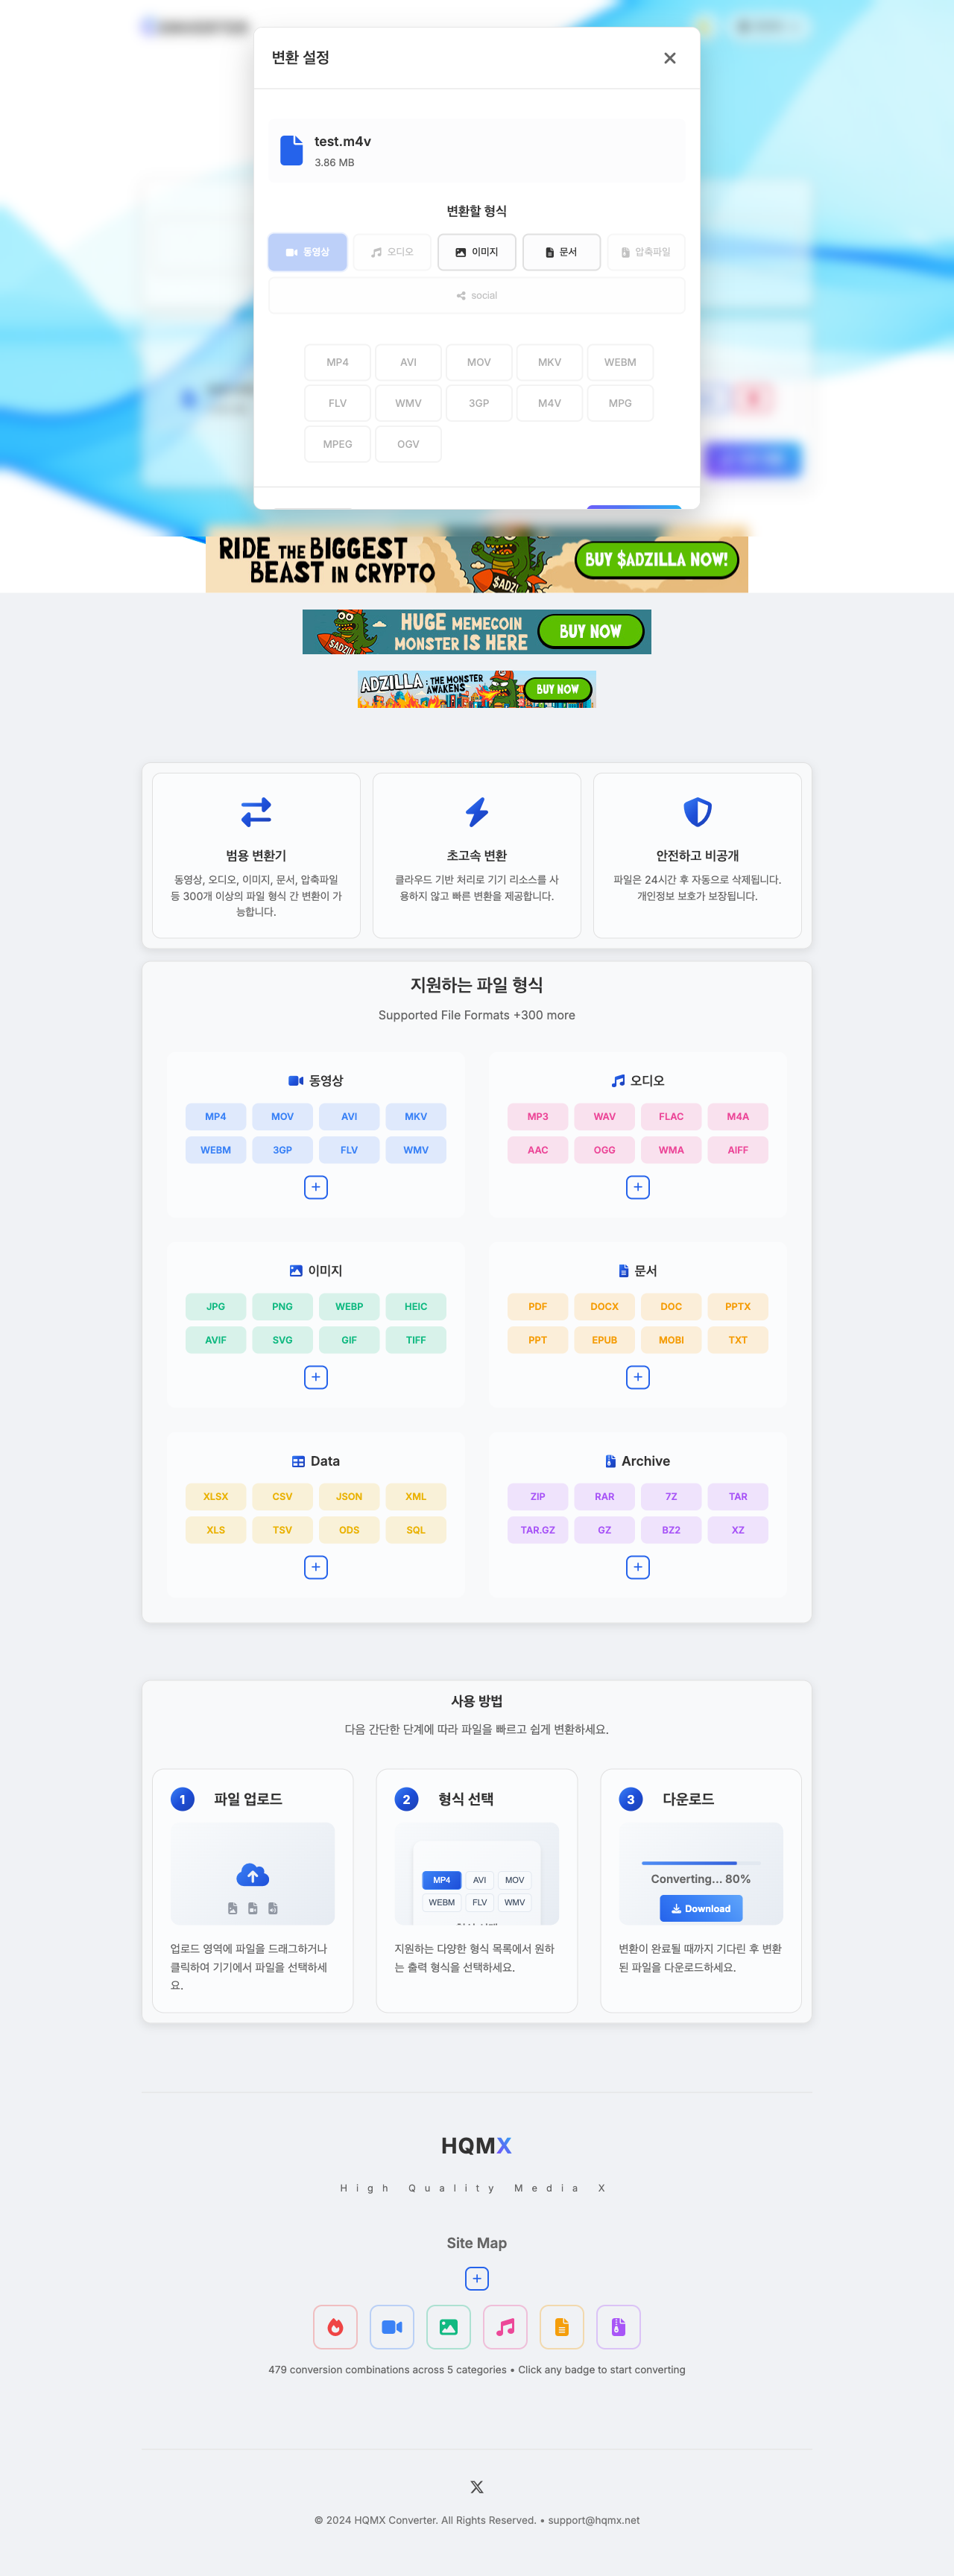 변환 설정
test.m4v
3.86 MB
변환할 형식
동영상
오디오
이미지
문서
압축파일
social
MP4
AVI
MOV
MKV
WEBM
FLV
WMV
3GP
M4V
MPG
MPEG
OGV
RIDE THE BIGGEST
BEAST IN CRYPTO
$ADZILLA
BUY $ADZILLA NOW!
$ADZILLA
HUGE MEMECOIN
MONSTER IS HERE
BUY NOW
ADZILLA: THE MONSTER
AWAKENS
BUY NOW
범용 변환기
동영상, 오디오, 이미지, 문서, 압축파일
등 300개 이상의 파일 형식 간 변환이 가
능합니다.
초고속 변환
클라우드 기반 처리로 기기 리소스를 사
용하지 않고 빠른 변환을 제공합니다.
안전하고 비공개
파일은 24시간 후 자동으로 삭제됩니다.
개인정보 보호가 보장됩니다.
지원하는 파일 형식
Supported File Formats +300 more
동영상
MP4
MOV
AVI
MKV
WEBM
3GP
FLV
WMV
오디오
MP3
WAV
FLAC
M4A
AAC
OGG
WMA
AIFF
이미지
JPG
PNG
WEBP
HEIC
AVIF
SVG
GIF
TIFF
문서
PDF
DOCX
DOC
PPTX
PPT
EPUB
MOBI
TXT
Data
XLSX
CSV
JSON
XML
XLS
TSV
ODS
SQL
Archive
ZIP
RAR
7Z
TAR
TAR.GZ
GZ
BZ2
XZ
사용 방법
다음 간단한 단계에 따라 파일을 빠르고 쉽게 변환하세요.
1
파일 업로드
업로드 영역에 파일을 드래그하거나
클릭하여 기기에서 파일을 선택하세
요.
2
형식 선택
MP4
AVI
MOV
WEBM
FLV
WMV
지원하는 다양한 형식 목록에서 원하
는 출력 형식을 선택하세요.
3
다운로드
Converting... 80%
Download
변환이 완료될 때까지 기다린 후 변환
된 파일을 다운로드하세요.
HQMX
High Quality Media X
Site Map
479 conversion combinations across 5 categories • Click any badge to start converting
© 2024 HQMX Converter. All Rights Reserved. • support@hqmx.net